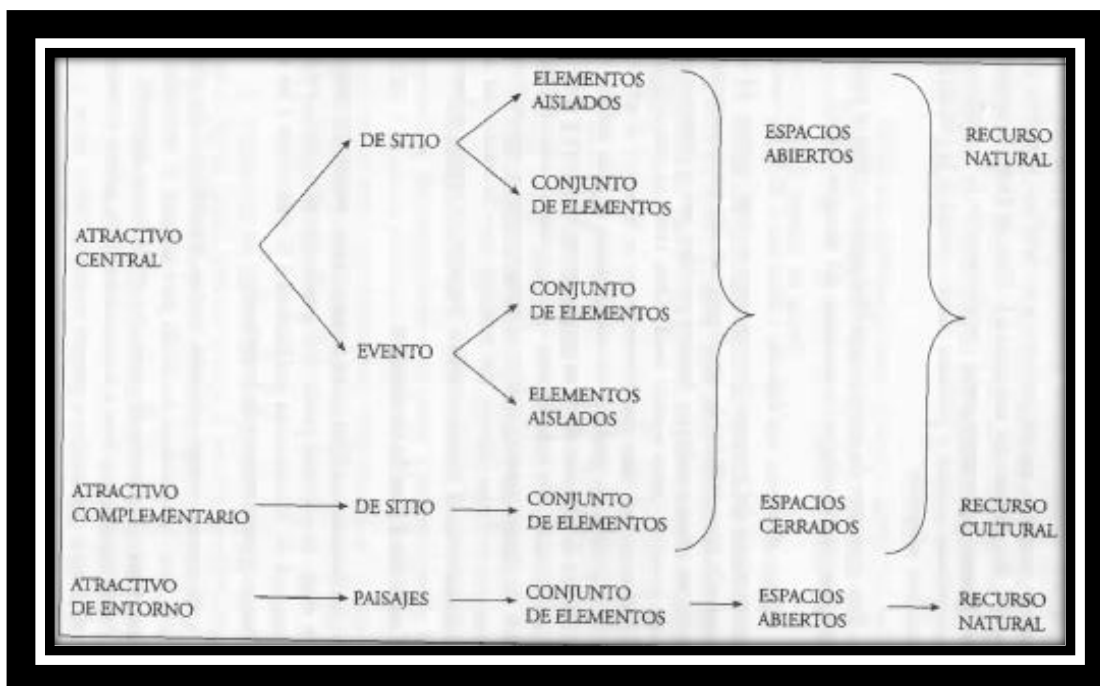 ELEMENTOS
AISLADOS
DE SITIO
ESPACIOS
ABIERTOS
RECURSO
NATURAL
CONJUNTO
DE ELEMENTOS
ATRACTIVO
CENTRAL
CONJUNTO
DE ELEMENTOS
EVENTO
ELEMENTOS
AISLADOS
ATRACTIVO
COMPLEMENTARIO
DE SITIO
CONJUNTO
DE ELEMENTOS
ESPACIOS
CERRADOS
RECURSO
CULTURAL
ATRACTIVO
DE ENTORNO
PAISAJES
CONJUNTO
DE ELEMENTOS
ESPACIOS
ABIERTOS
RECURSO
NATURAL